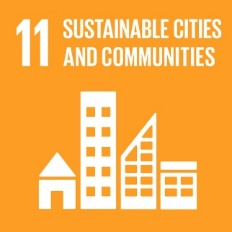 11 SUSTAINABLE CITIES
AND COMMUNITIES